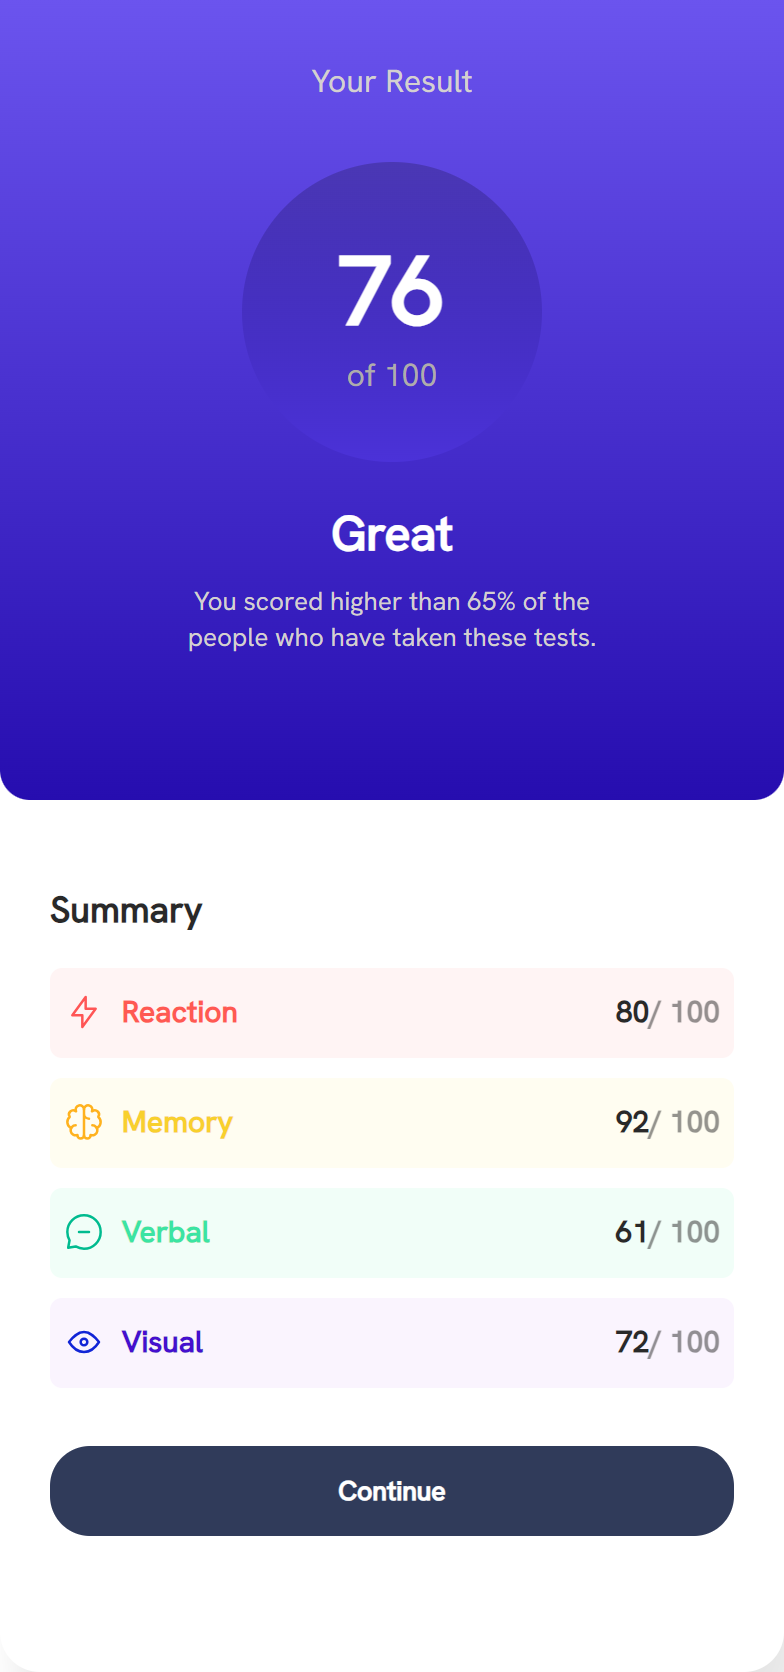 Your Result
76
of 100
Great
You scored higher than 65% of the
people who have taken these tests.
Summary
Reaction 80/ 100
Memory 92/ 100
Verbal 61/ 100
Visual 72/ 100
Continue